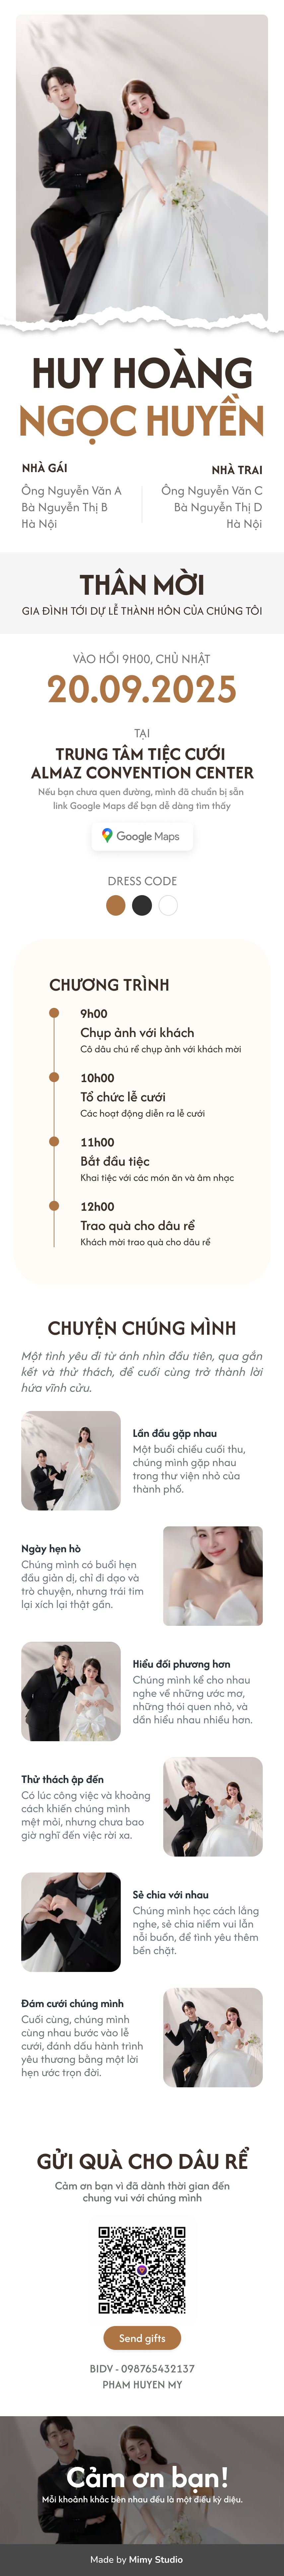 HUY HOÀNG
NGỌC HUYỀN
NHÀ GÁI
Ông Nguyễn Văn A
Bà Nguyễn Thị B
Hà Nội
NHÀ TRAI
Ông Nguyễn Văn C
Bà Nguyễn Thị D
Hà Nội
THÂN MỜI
GIA ĐÌNH TỚI DỰ LỄ THÀNH HÔN CỦA CHÚNG TÔI
VÀO HỒI 9H00, CHỦ NHẬT
20.09.2025
TẠI
TRUNG TÂM TIỆC CƯỚI
ALMAZ CONVENTION CENTER
Nếu bạn chưa quen đường, mình đã chuẩn bị sẵn
link Google Maps để bạn dễ dàng tìm thấy
Google Maps
DRESS CODE
CHƯƠNG TRÌNH
9h00
Chụp ảnh với khách
Cô dâu chú rể chụp ảnh với khách mời
10h00
Tổ chức lễ cưới
Các hoạt động diễn ra lễ cưới
11h00
Bắt đầu tiệc
Khai tiệc với các món ăn và âm nhạc
12h00
Trao quà cho dâu rể
Khách mời trao quà cho dâu rể
CHUYỆN CHÚNG MÌNH
Một tình yêu đi từ ánh nhìn đầu tiên, qua gắn
kết và thử thách, để cuối cùng trở thành lời
hứa vĩnh cửu.
Lần đầu gặp nhau
Một buổi chiều cuối thu,
chúng mình gặp nhau
trong thư viện nhỏ của
thành phố.
Ngày hẹn hò
Chúng mình có buổi hẹn
đầu giản dị, chỉ đi dạo và
trò chuyện, nhưng trái tim
lại xích lại thật gần.
Hiểu đối phương hơn
Chúng mình kể cho nhau
nghe về những ước mơ,
những thói quen nhỏ, và
dần hiểu nhau nhiều hơn.
Thử thách ập đến
Có lúc công việc và khoảng
cách khiến chúng mình
mệt mỏi, nhưng chưa bao
giờ nghĩ đến việc rời xa.
Sẻ chia với nhau
Chúng mình học cách lắng
nghe, sẻ chia niềm vui lẫn
nỗi buồn, để tình yêu thêm
bền chặt.
Đám cưới chúng mình
Cuối cùng, chúng mình
cùng nhau bước vào lễ
cưới, đánh dấu hành trình
yêu thương bằng một lời
hẹn ước trọn đời.
GỬI QUÀ CHO DÂU RỂ
Cảm ơn bạn vì đã dành thời gian đến
chung vui với chúng mình
Send gifts
BIDV - 098765432137
PHAM HUYEN MY
Cảm ơn bạn!
Mỗi khoảnh khắc bên nhau đều là một điều kỳ diệu.
Made by Mimy Studio